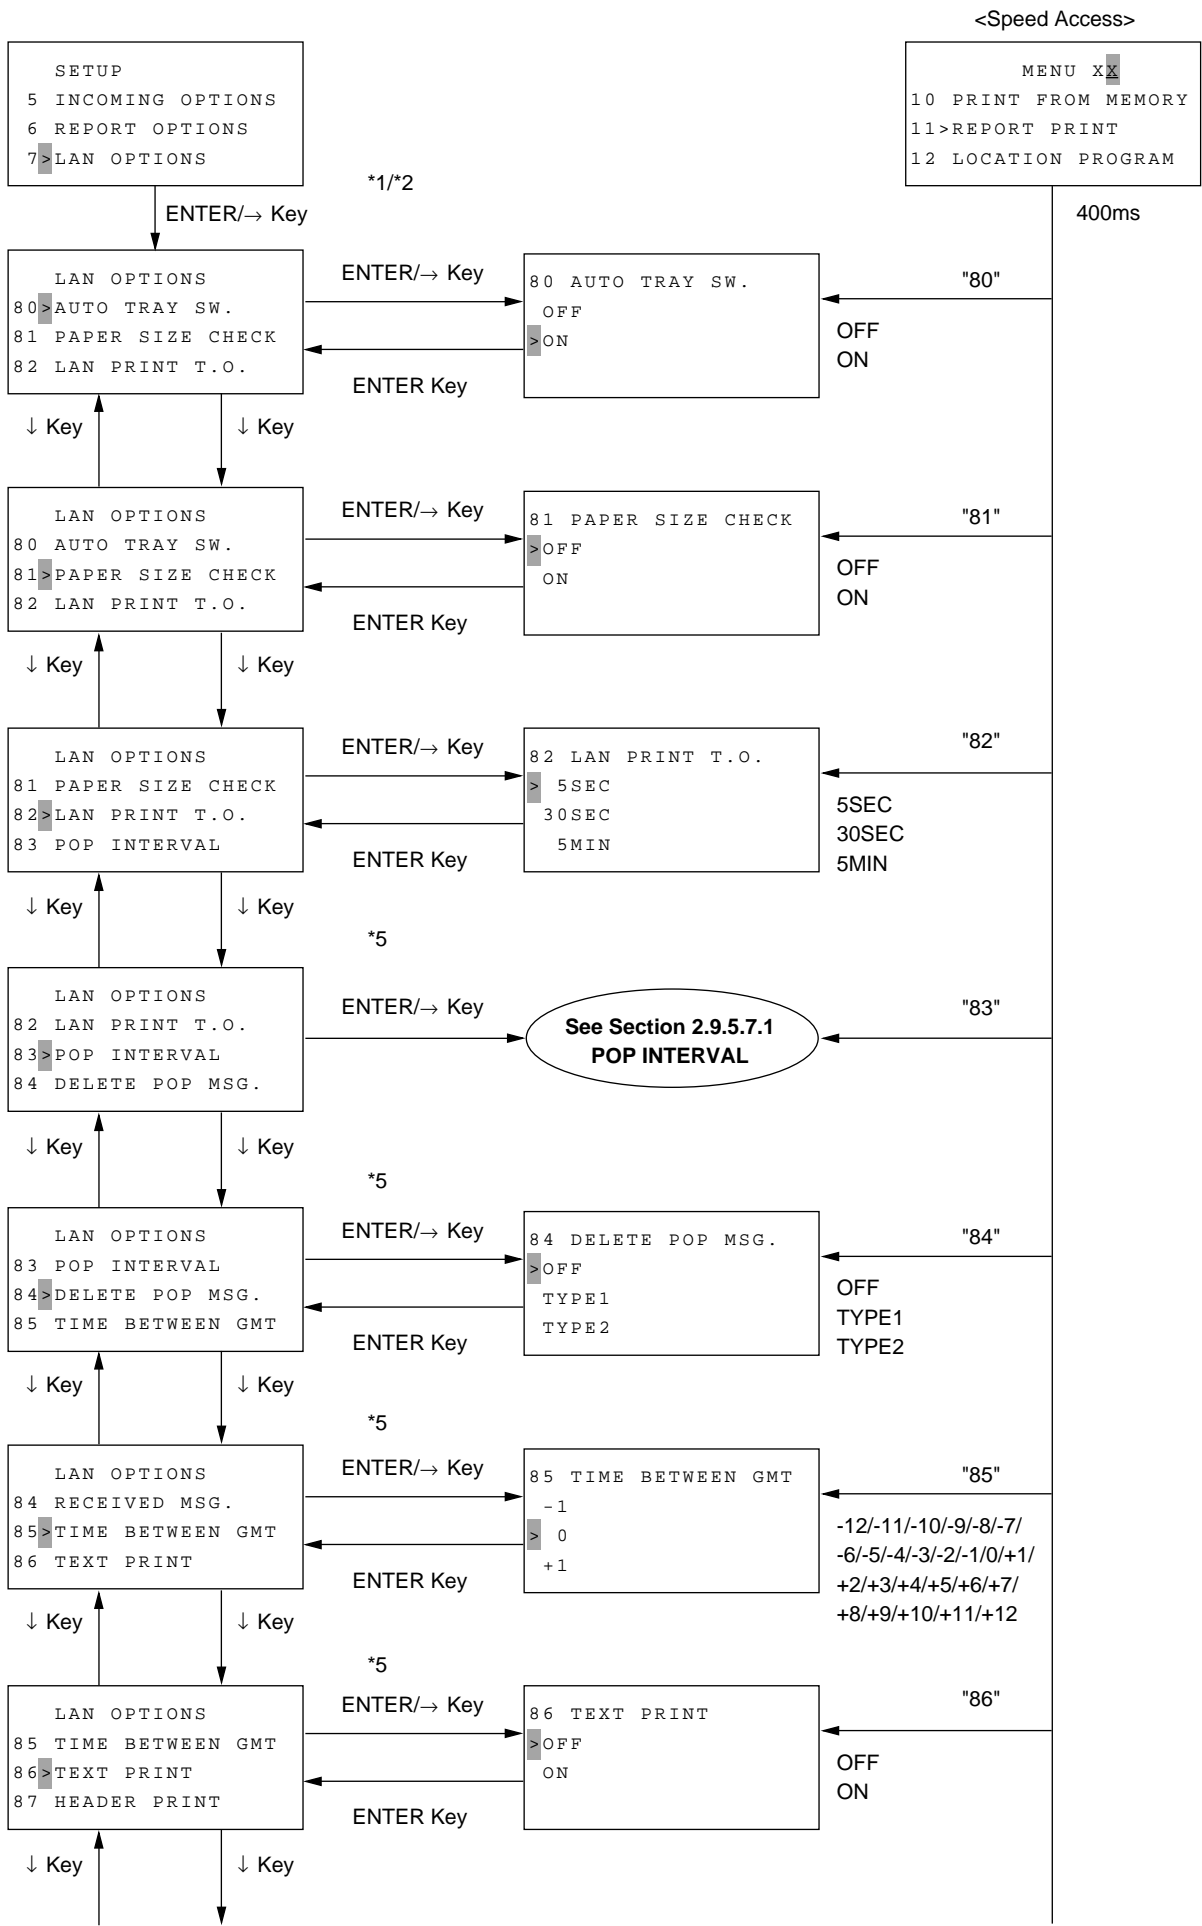 <Speed Access>
SETUP
5 INCOMING OPTIONS
6 REPORT OPTIONS
7>LAN OPTIONS
MENU XX
10 PRINT FROM MEMORY
11>REPORT PRINT
12 LOCATION PROGRAM
*1/*2
ENTER/→ Key
400ms
LAN OPTIONS
80>AUTO TRAY SW.
81 PAPER SIZE CHECK
82 LAN PRINT T.O.
ENTER/→ Key
ENTER Key
80 AUTO TRAY SW.
OFF
>ON
"80"
OFF
ON
↓ Key
↓ Key
LAN OPTIONS
80 AUTO TRAY SW.
81>PAPER SIZE CHECK
82 LAN PRINT T.O.
ENTER/→ Key
ENTER Key
81 PAPER SIZE CHECK
>OFF
ON
"81"
OFF
ON
↓ Key
↓ Key
LAN OPTIONS
81 PAPER SIZE CHECK
82>LAN PRINT T.O.
83 POP INTERVAL
ENTER/→ Key
ENTER Key
82 LAN PRINT T.O.
> 5SEC
30SEC
5MIN
"82"
5SEC
30SEC
5MIN
↓ Key
↓ Key
*5
LAN OPTIONS
82 LAN PRINT T.O.
83>POP INTERVAL
84 DELETE POP MSG.
ENTER/→ Key
See Section 2.9.5.7.1
POP INTERVAL
"83"
↓ Key
↓ Key
*5
LAN OPTIONS
83 POP INTERVAL
84>DELETE POP MSG.
85 TIME BETWEEN GMT
ENTER/→ Key
ENTER Key
84 DELETE POP MSG.
>OFF
TYPE1
TYPE2
"84"
OFF
TYPE1
TYPE2
↓ Key
↓ Key
*5
LAN OPTIONS
84 RECEIVED MSG.
85>TIME BETWEEN GMT
86 TEXT PRINT
ENTER/→ Key
ENTER Key
85 TIME BETWEEN GMT
-1
> 0
+1
"85"
-12/-11/-10/-9/-8/-7/
-6/-5/-4/-3/-2/-1/0/+1/
+2/+3/+4/+5/+6/+7/
+8/+9/+10/+11/+12
↓ Key
↓ Key
*5
LAN OPTIONS
85 TIME BETWEEN GMT
86>TEXT PRINT
87 HEADER PRINT
ENTER/→ Key
ENTER Key
86 TEXT PRINT
>OFF
ON
"86"
OFF
ON
↓ Key
↓ Key